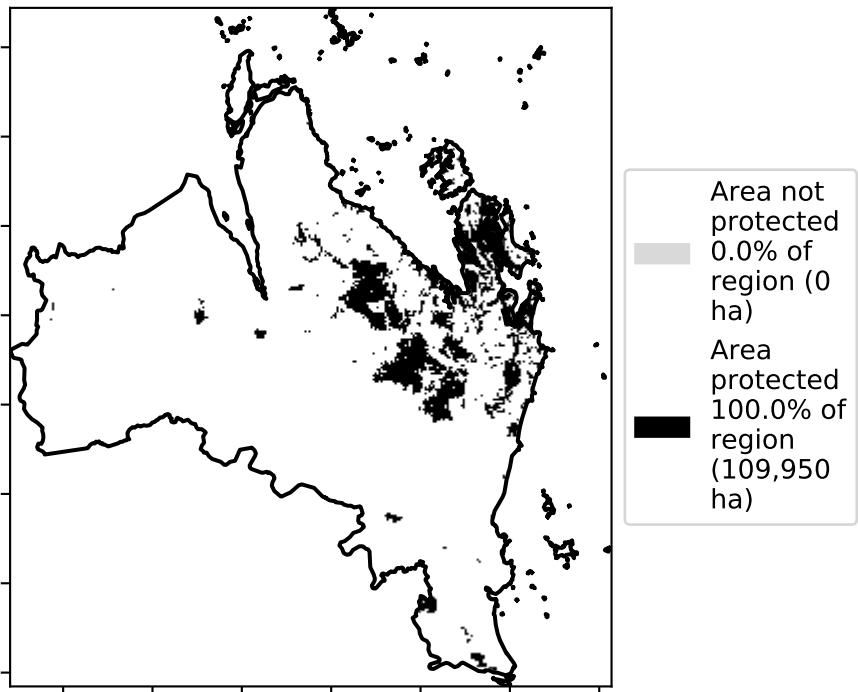 Area not
protected
0.0% of
region (0
ha)
Area
protected
100.0% of
region
(109,950
ha)